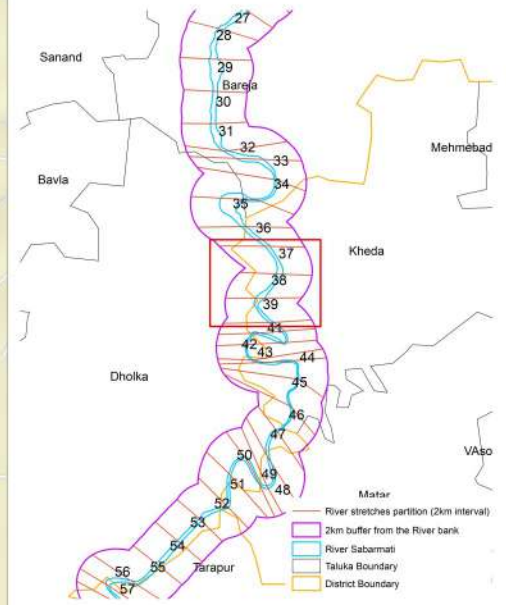 27
28
Sanand
29
Bareja
30
31
32
Mehmebad
33
Bavla
34
35
36
37
Kheda
38
39
41
42
43
44
Dholka
45
46
47
VAso
50
49
51
48
Matar
52
53
54
Tarapur
55
56
57
River stretches partition (2km interval)
2km buffer from the River bank
River Sabarmati
Taluka Boundary
District Boundary